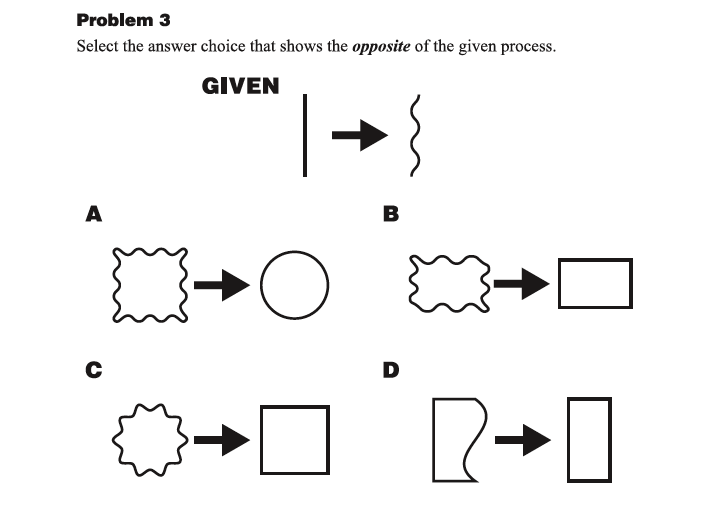 Problem 3
Select the answer choice that shows the opposite of the given process.
GIVEN
A
B
C
D